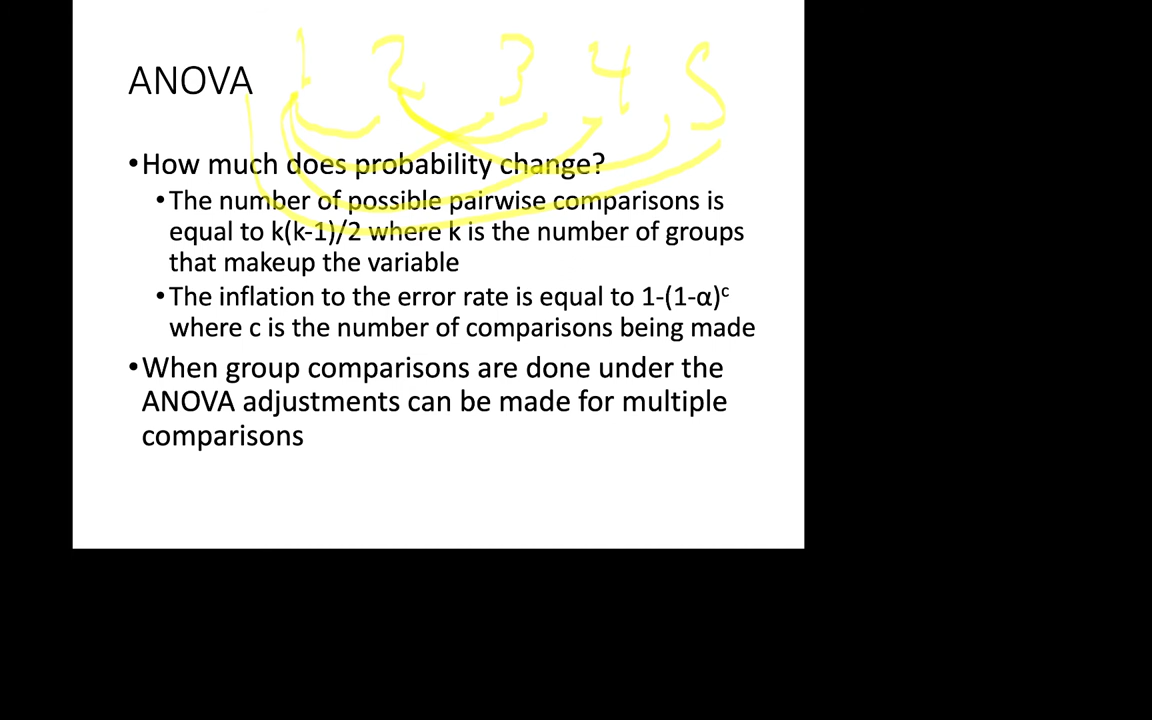 1 2 3 4 5
ANOVA
•How much does probability change?
•The number of possible pairwise comparisons is
equal to k(k-1)/2 where k is the number of groups
that makeup the variable
•The inflation to the error rate is equal to 1-(1-α)ᶜ
where c is the number of comparisons being made
•When group comparisons are done under the
ANOVA adjustments can be made for multiple
comparisons